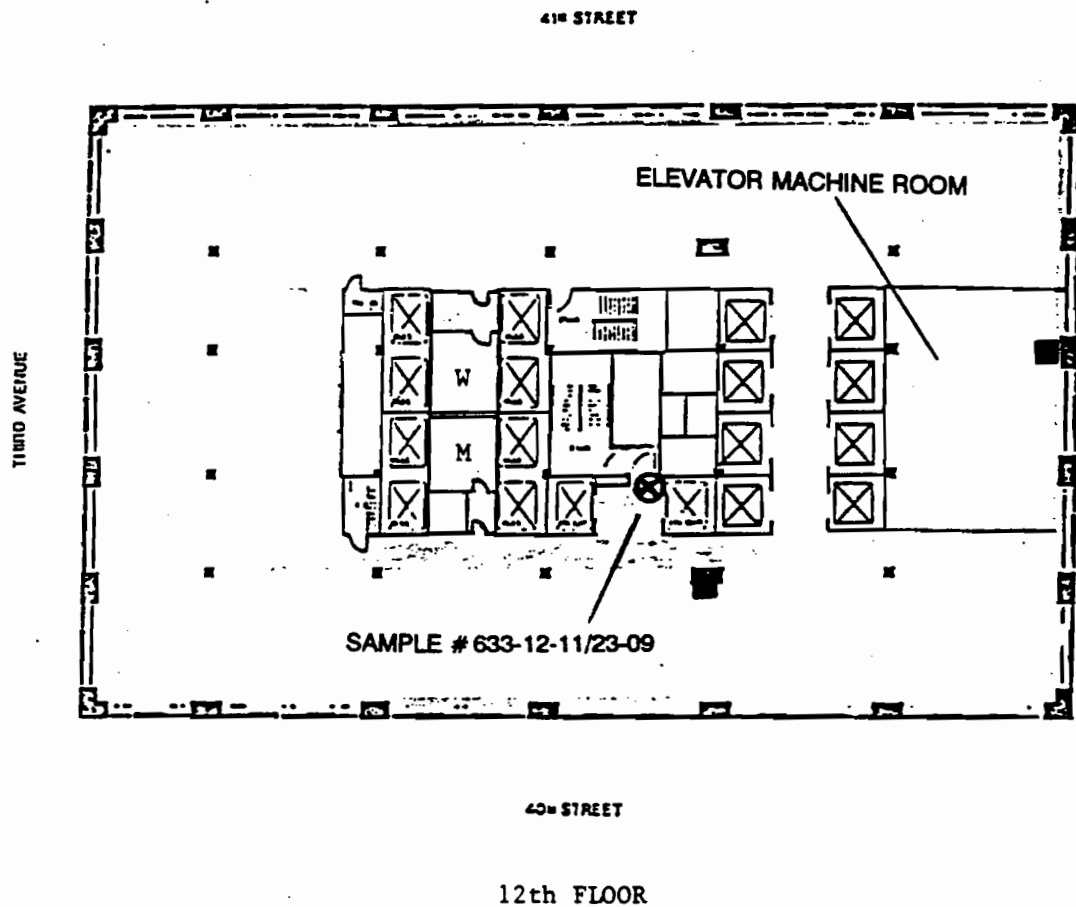 41st STREET
ELEVATOR MACHINE ROOM
THIRD AVENUE
W
M
SAMPLE # 633-12-11/23-09
40th STREET
12th FLOOR